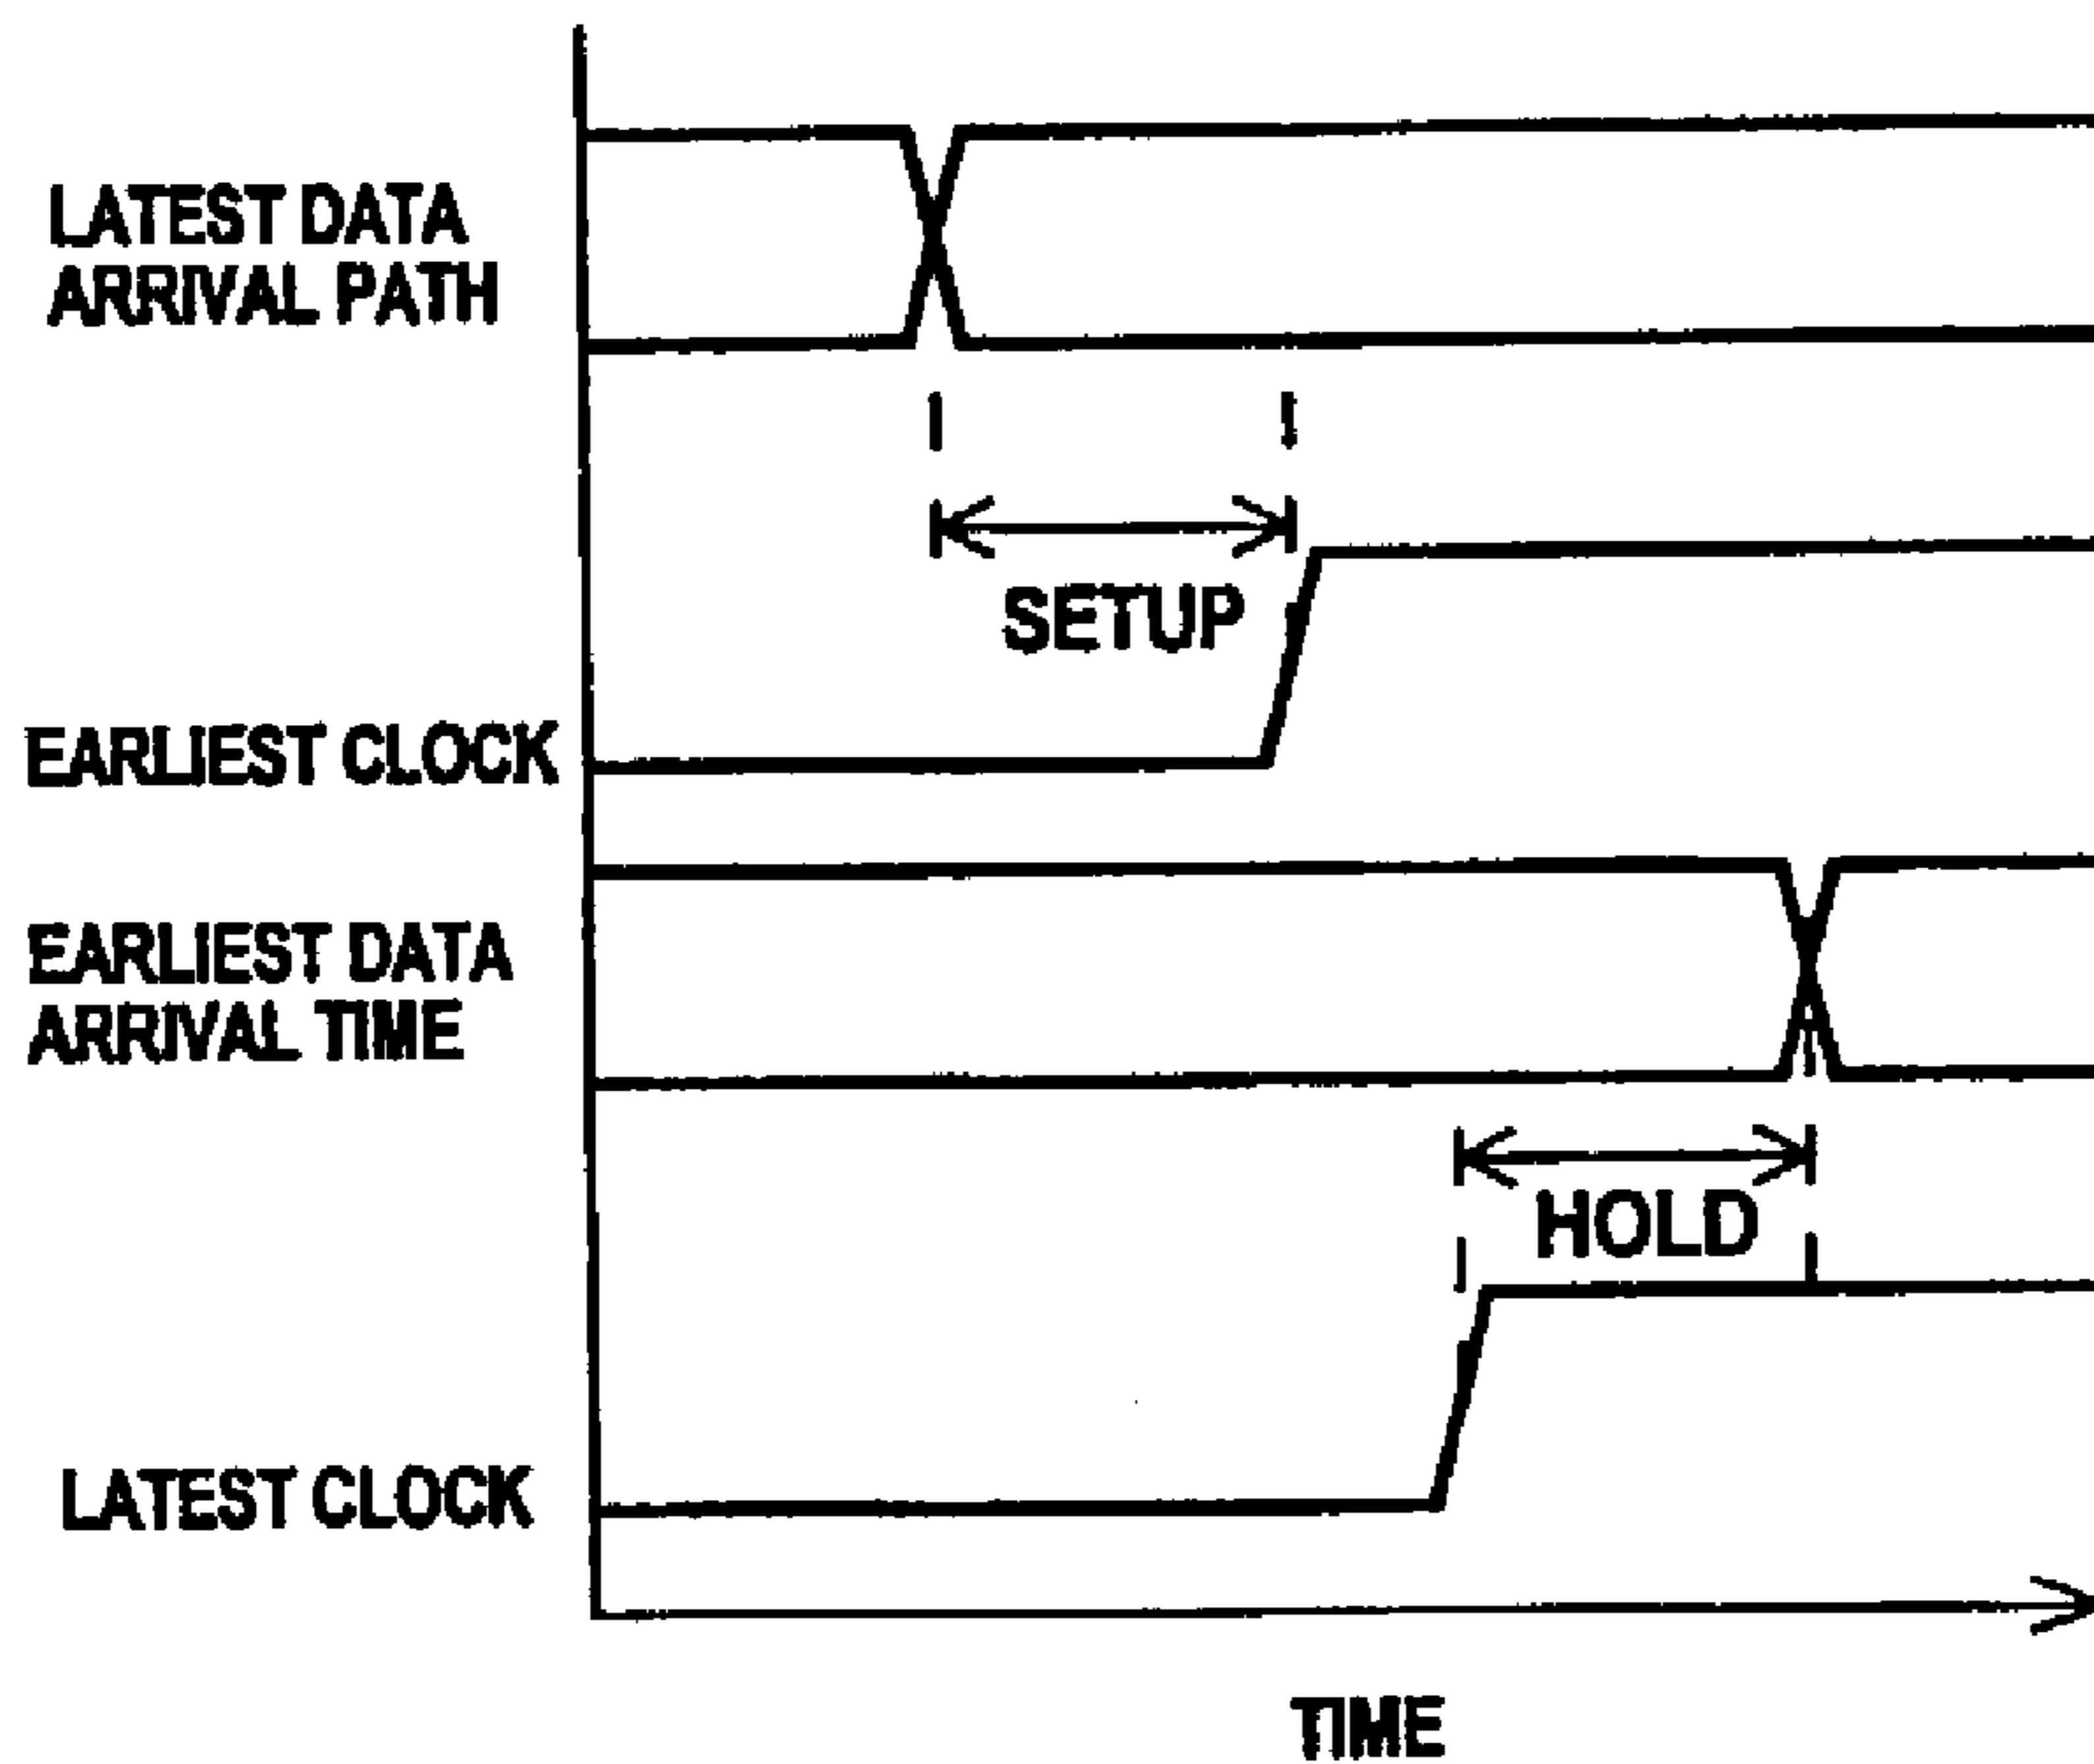 LATEST DATA
ARRIVAL PATH
SETUP
EARLIEST CLOCK
EARLIEST DATA
ARRIVAL TIME
HOLD
LATEST CLOCK
TIME